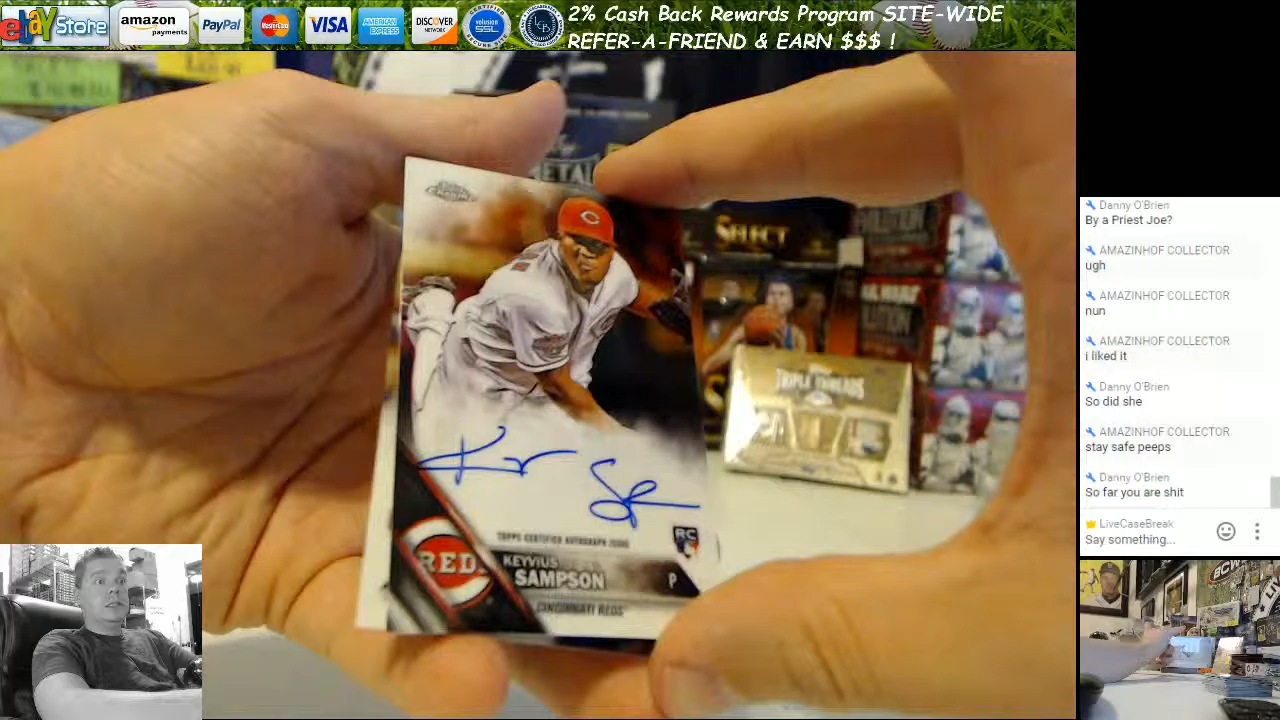 ebay Store
amazon
payments
PayPal
MasterCard
VISA
AMERICAN EXPRESS
DISCOVER
NETWORK
2% Cash Back Rewards Program SITE-WIDE
REFER-A-FRIEND & EARN $$$ !
METAL
SELECT
TRIPLE THREADS
C
TOPPS CERTIFIED AUTOGRAPH ISSUE
RC
REDS
KEYVIUS
SAMPSON
P
CINCINNATI REDS
Danny O'Brien
By a Priest Joe?
AMAZINHOF COLLECTOR
ugh
AMAZINHOF COLLECTOR
nun
AMAZINHOF COLLECTOR
i liked it
Danny O'Brien
So did she
AMAZINHOF COLLECTOR
stay safe peeps
Danny O'Brien
So far you are shit
LiveCaseBreak
Say something...
BCW